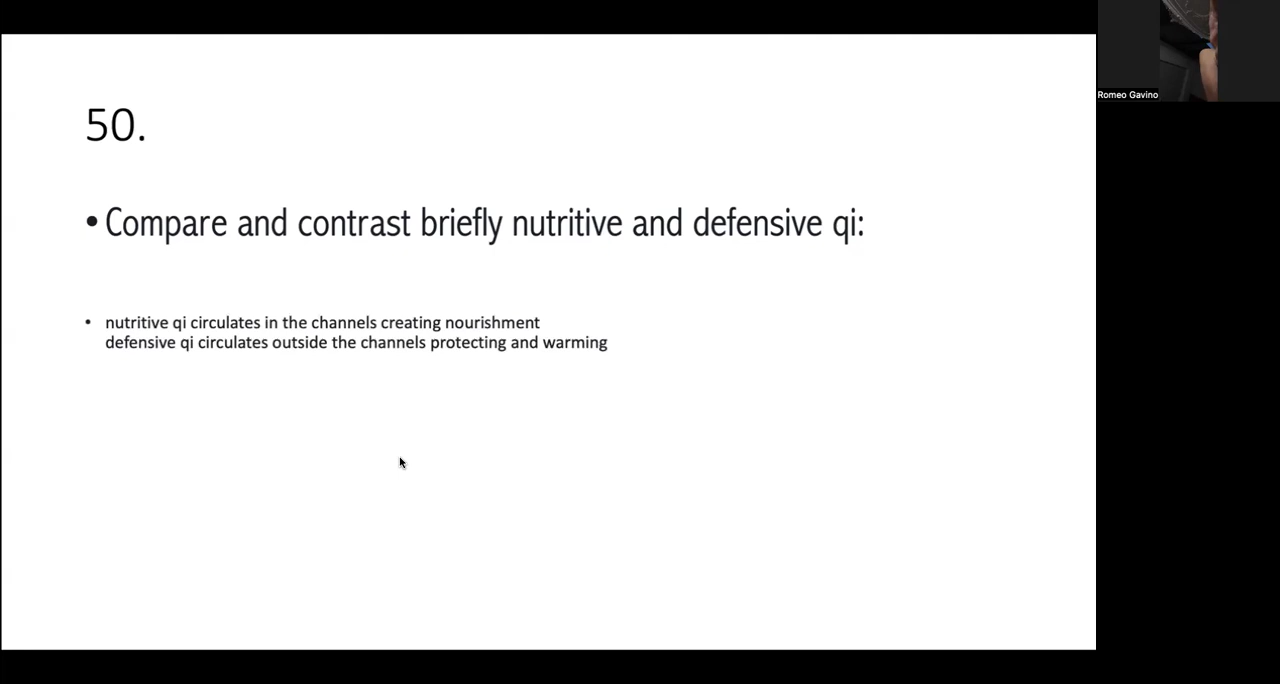 50.
• Compare and contrast briefly nutritive and defensive qi:
• nutritive qi circulates in the channels creating nourishment
defensive qi circulates outside the channels protecting and warming
Romeo Gavino